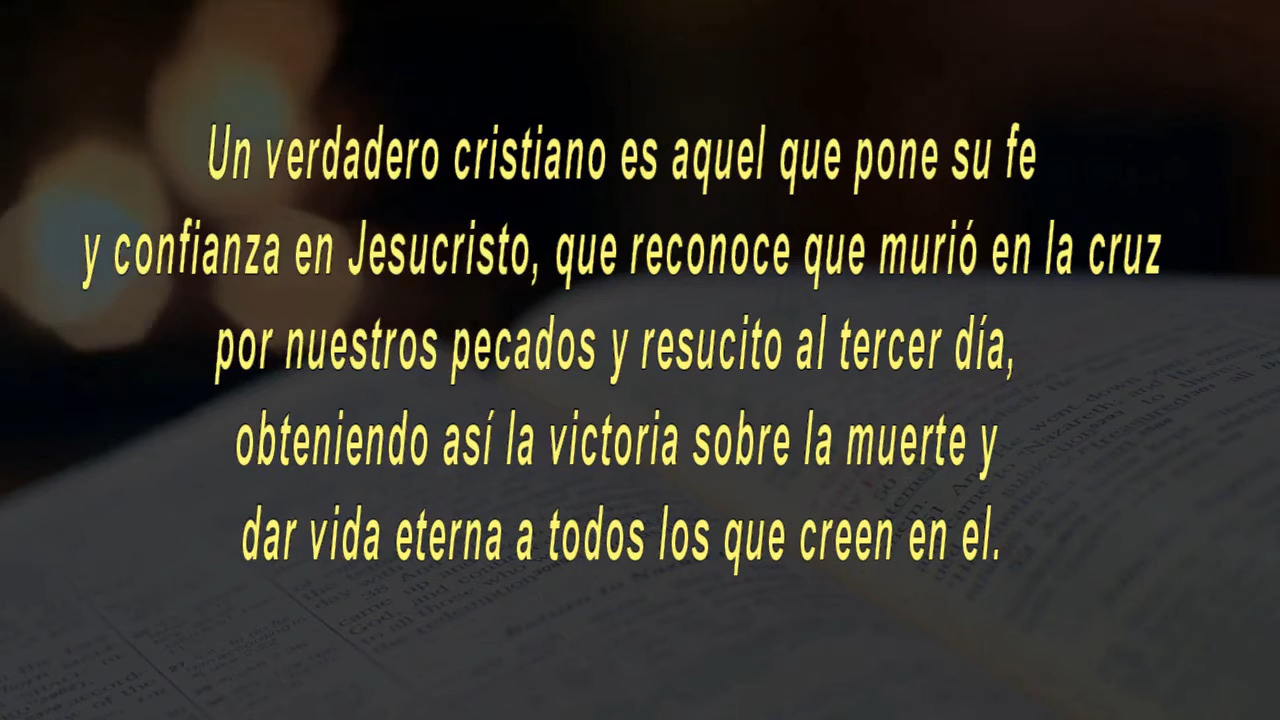 Un verdadero cristiano es aquel que pone su fe
y confianza en Jesucristo, que reconoce que murió en la cruz
por nuestros pecados y resucito al tercer día,
obteniendo así la victoria sobre la muerte y
dar vida eterna a todos los que creen en el.